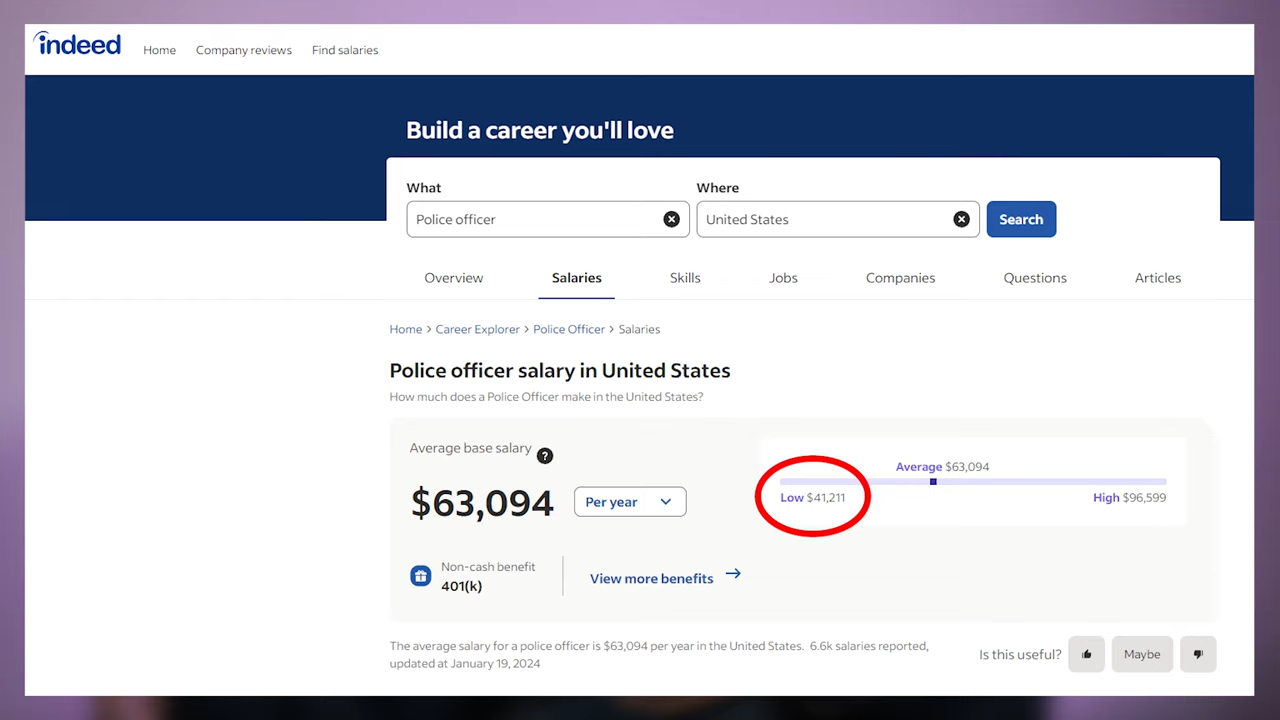 indeed Home Company reviews Find salaries
Build a career you'll love
What Where
Police officer United States Search
Overview Salaries Skills Jobs Companies Questions Articles
Home > Career Explorer > Police Officer > Salaries
Police officer salary in United States
How much does a Police Officer make in the United States?
Average base salary ?
$63,094 Per year
Average $63,094
Low $41,211 High $96,599
Non-cash benefit
401(k)
View more benefits →
The average salary for a police officer is $63,094 per year in the United States. 6.6k salaries reported,
updated at January 19, 2024
Is this useful? Maybe